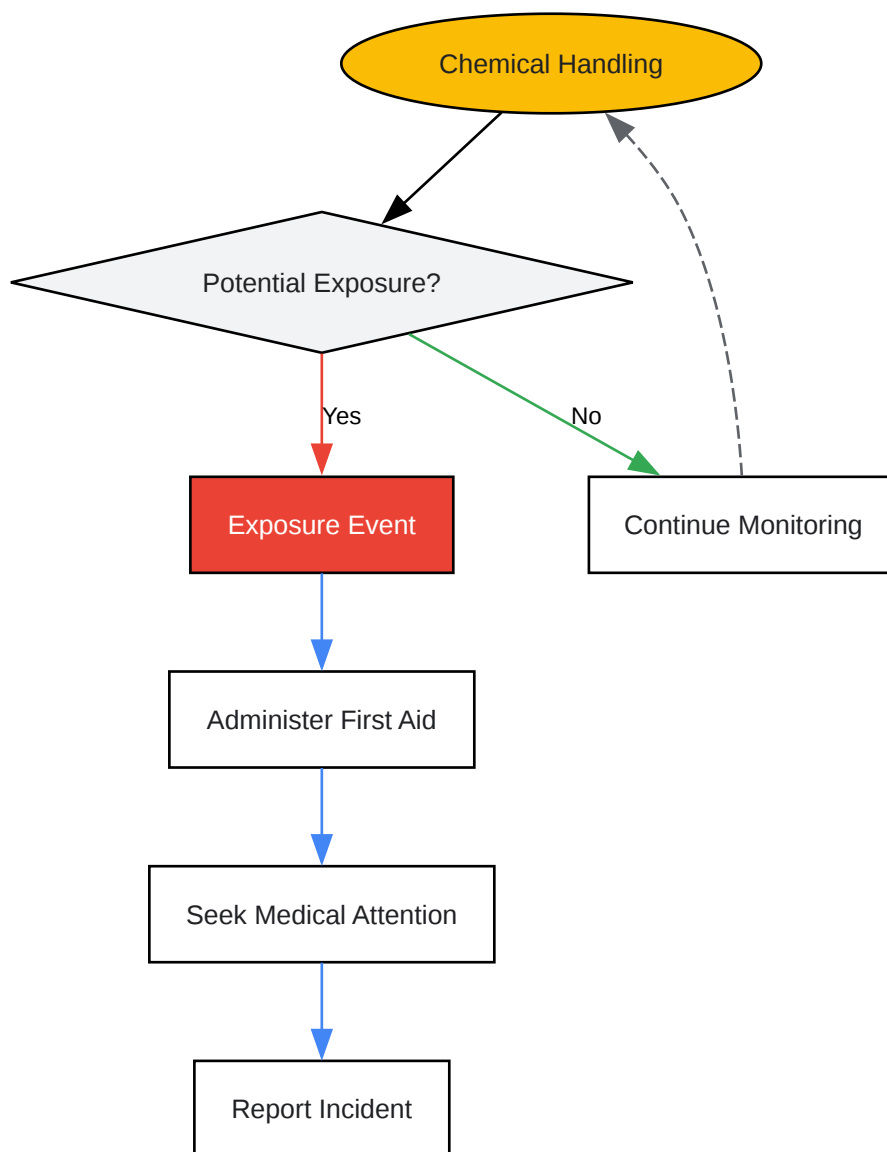 Chemical Handling
Potential Exposure?
Yes
No
Exposure Event
Continue Monitoring
Administer First Aid
Seek Medical Attention
Report Incident